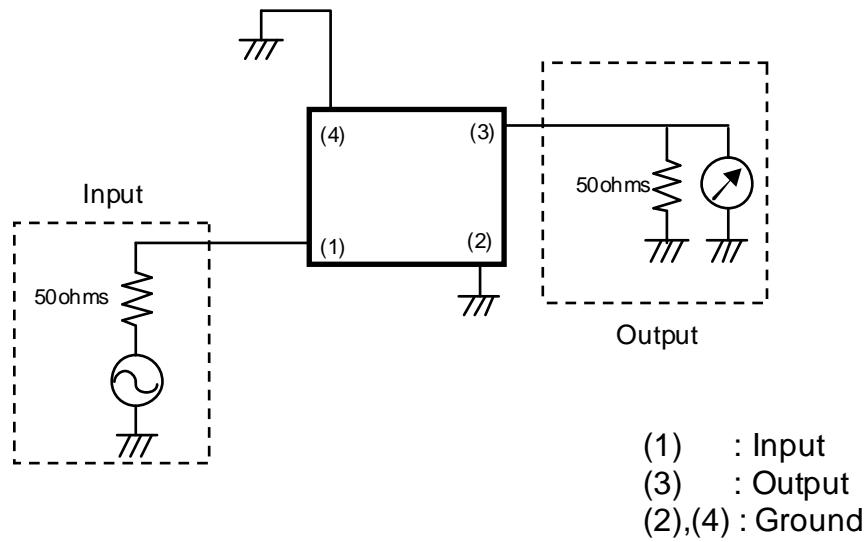 (4)
(3)
50ohms
Input
(1)
(2)
50ohms
Output
(1) : Input
(3) : Output
(2),(4) : Ground